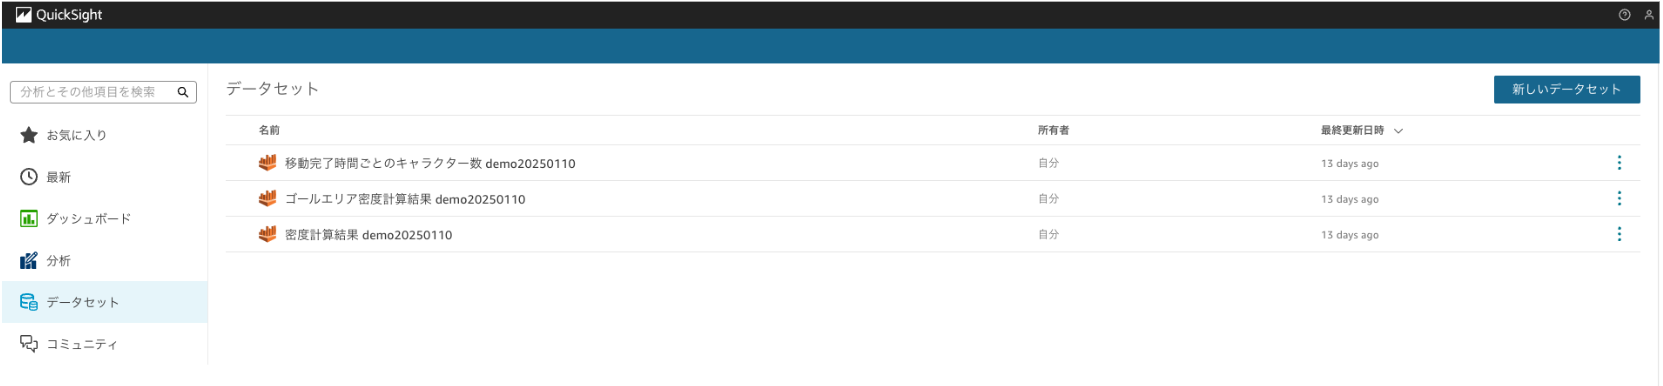 QuickSight
分析とその他項目を検索
お気に入り
最新
ダッシュボード
分析
データセット
コミュニティ
データセット
新しいデータセット
名前 所有者 最終更新日時
移動完了時間ごとのキャラクター数 demo20250110 自分 13 days ago
ゴールエリア密度計算結果 demo20250110 自分 13 days ago
密度計算結果 demo20250110 自分 13 days ago